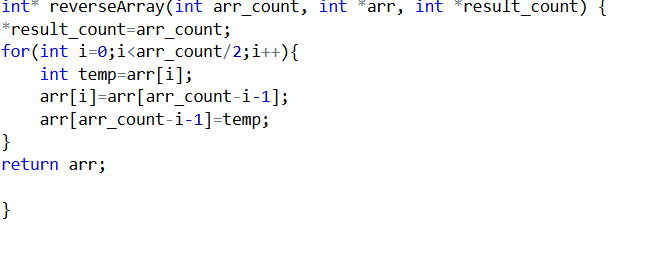 int* reverseArray(int arr_count, int *arr, int *result_count) {
*result_count=arr_count;
for(int i=0;i<arr_count/2;i++){
    int temp=arr[i];
    arr[i]=arr[arr_count-i-1];
    arr[arr_count-i-1]=temp;
}
return arr;

}